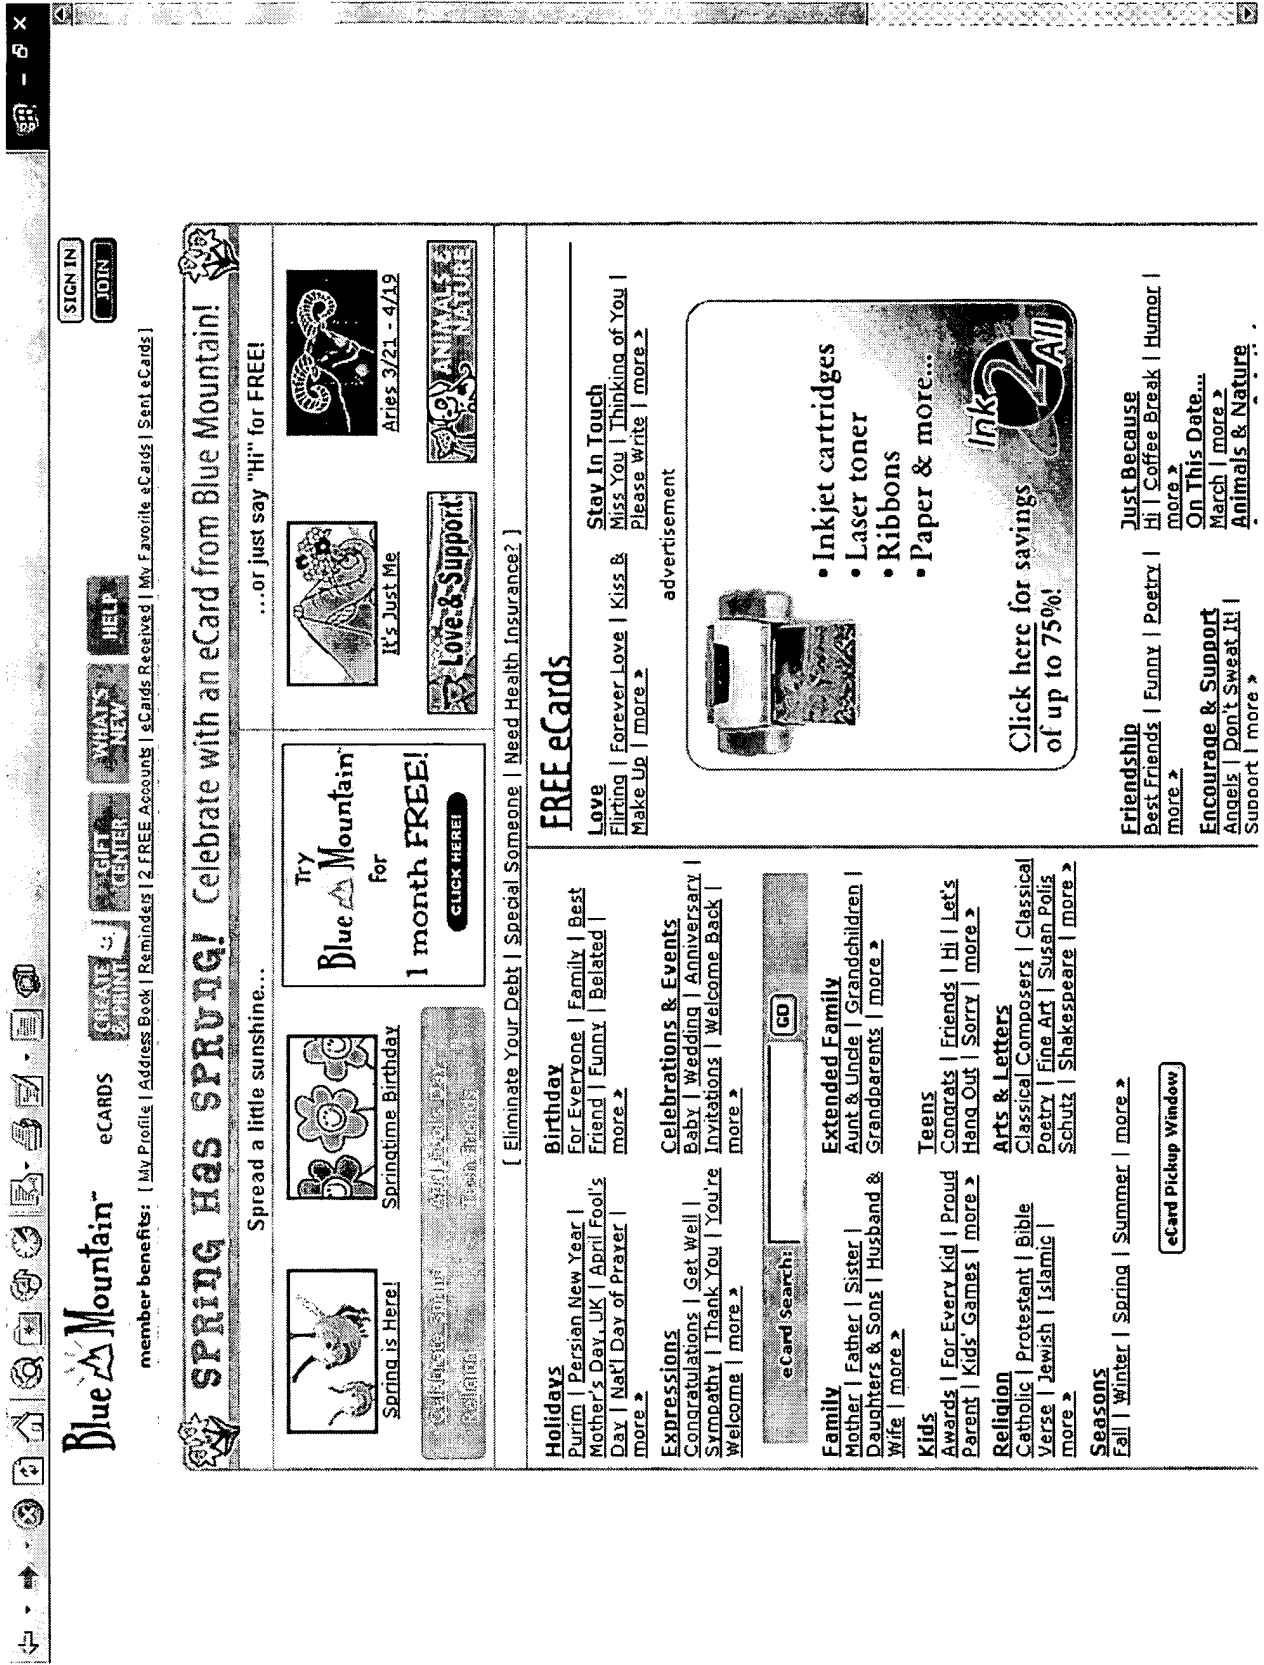 Blue Mountain™
eCARDS
CREATE & PRINT
GIFT CENTER
WHAT'S NEW
HELP
SIGN IN
JOIN
member benefits: [ My Profile | Address Book | Reminders | 2 FREE Accounts | eCards Received | My Favorite eCards | Sent eCards ]
SPRING HAS SPRUNG! Celebrate with an eCard from Blue Mountain!
Spread a little sunshine...
...or just say "Hi" for FREE!
Spring is Here!
Springtime Birthday
Try
Blue Mountain™
For
1 month FREE!
CLICK HERE!
It's Just Me
Aries 3/21 - 4/19
Love & Support
ANIMALS & NATURE
[ Eliminate Your Debt | Special Someone | Need Health Insurance? ]
Holidays
Purim | Persian New Year |
Mother's Day, UK | April Fool's
Day | Nat'l Day of Prayer |
more »
Birthday
For Everyone | Family | Best
Friend | Funny | Belated |
more »
Expressions
Congratulations | Get Well |
Sympathy | Thank You | You're
Welcome | more »
Celebrations & Events
Baby | Wedding | Anniversary |
Invitations | Welcome Back |
more »
eCard Search:
GO
Family
Mother | Father | Sister |
Daughters & Sons | Husband &
Wife | more »
Extended Family
Aunt & Uncle | Grandchildren |
Grandparents | more »
Kids
Awards | For Every Kid | Proud
Parent | Kids' Games | more »
Teens
Congrats | Friends | Hi | Let's
Hang Out | Sorry | more »
Religion
Catholic | Protestant | Bible
Verse | Jewish | Islamic |
more »
Arts & Letters
Classical Composers | Classical
Poetry | Fine Art | Susan Polis
Schutz | Shakespeare | more »
Seasons
Fall | Winter | Spring | Summer | more »
eCard Pickup Window
FREE eCards
Love
Flirting | Forever Love | Kiss &
Make Up | more »
Stay In Touch
Miss You | Thinking of You |
Please Write | more »
advertisement
• Inkjet cartridges
• Laser toner
• Ribbons
• Paper & more...
Click here for savings
of up to 75%!
Ink 2 All
Friendship
Best Friends | Funny | Poetry |
more »
Just Because
Hi | Coffee Break | Humor |
more »
Encourage & Support
Angels | Don't Sweat It! |
Support | more »
On This Date...
March | more »
Animals & Nature